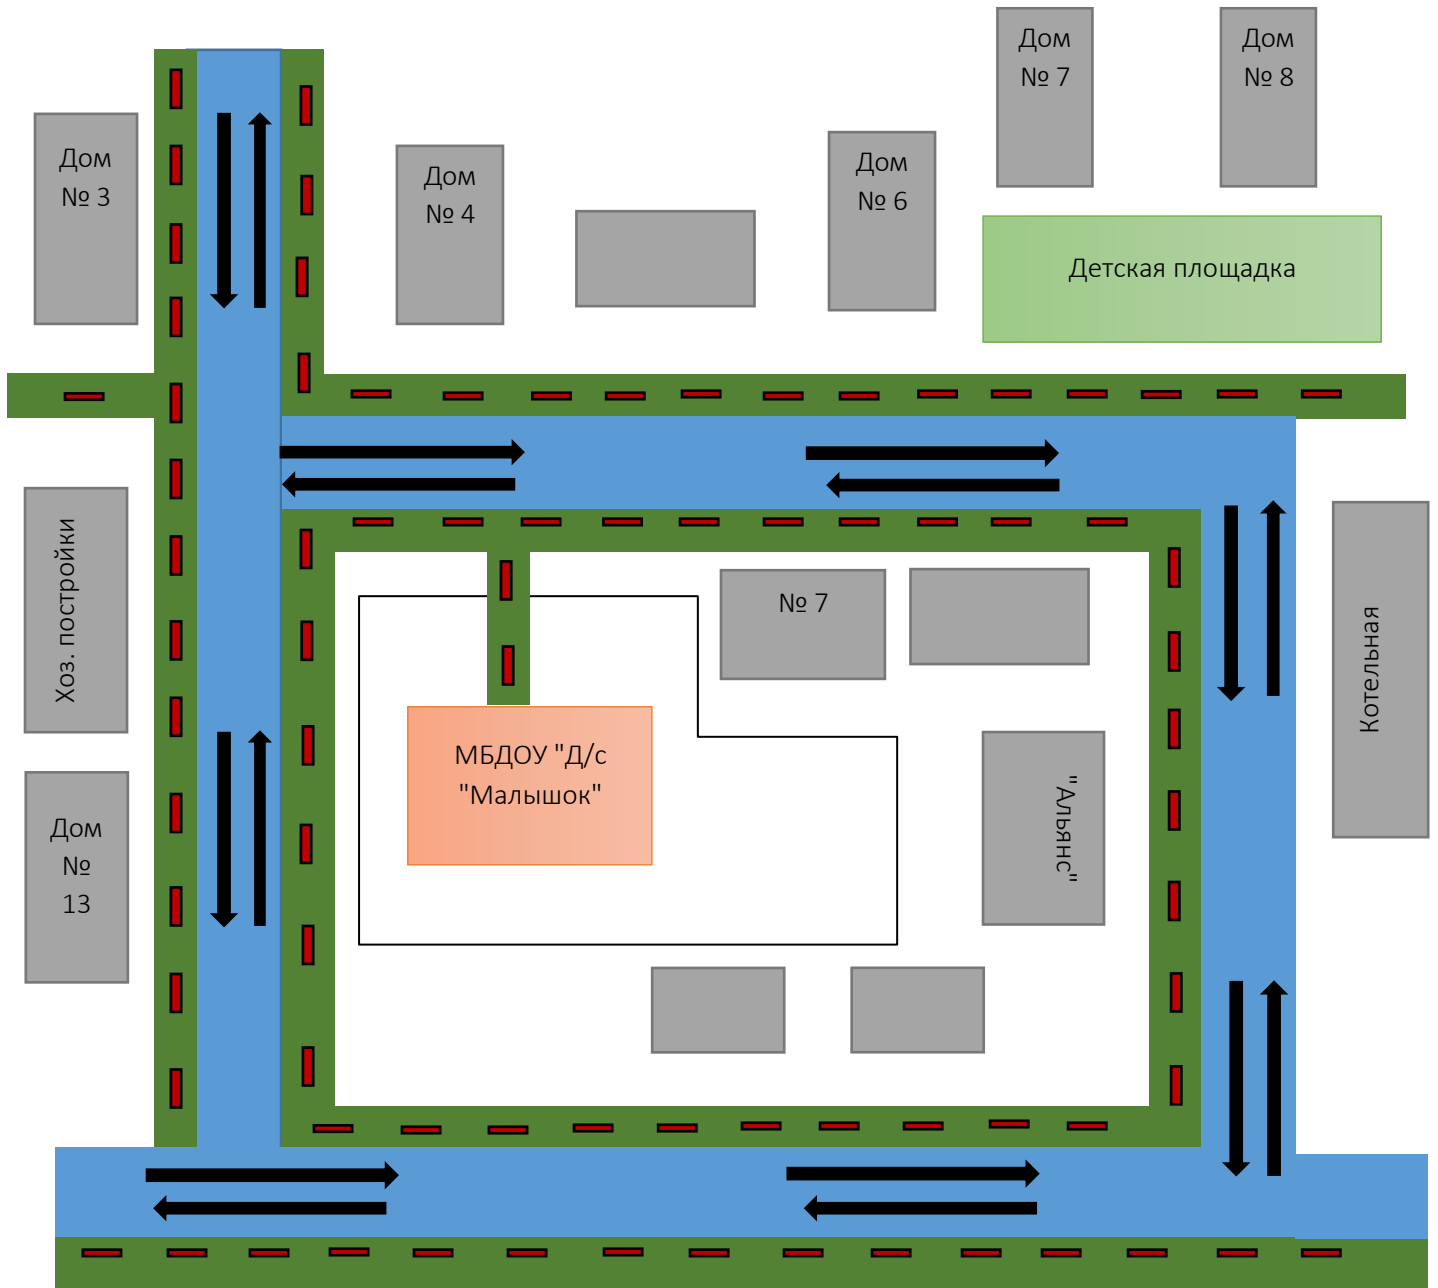 Дом
№ 7
Дом
№ 8
Дом
№ 3
Дом
№ 4
Дом
№ 6
Детская площадка
Хоз. постройки
№ 7
Котельная
МБДОУ "Д/с
"Малышок"
"Альянс"
Дом
№
13